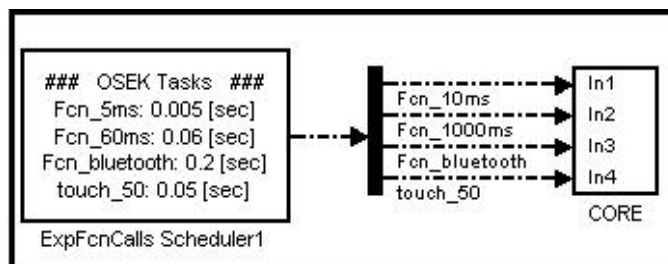 ### OSEK Tasks ###
Fcn_5ms: 0.005 [sec]
Fcn_60ms: 0.06 [sec]
Fcn_bluetooth: 0.2 [sec]
touch_50: 0.05 [sec]
ExpFcnCalls Scheduler1
Fcn_10ms
Fcn_1000ms
Fcn_bluetooth
touch_50
In1
In2
In3
In4
CORE